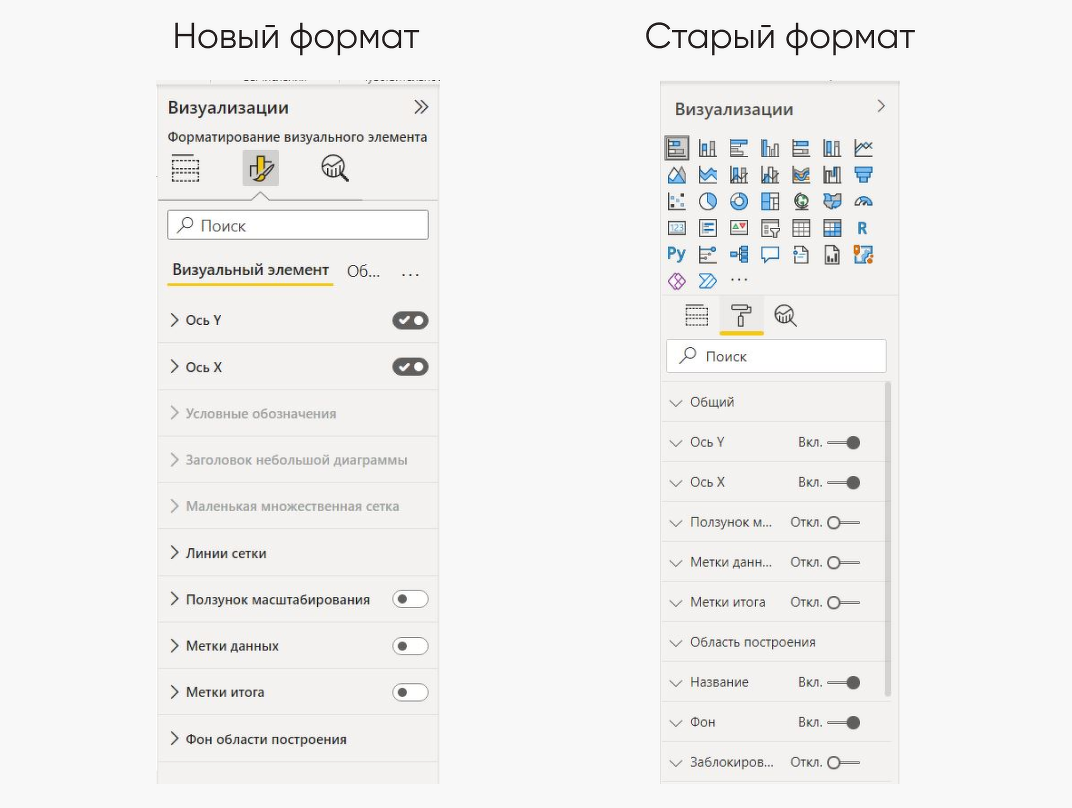 Новый формат
Визуализации
Форматирование визуального элемента
Поиск
Визуальный элемент Об... ...
Ось Y
Ось X
Условные обозначения
Заголовок небольшой диаграммы
Маленькая множественная сетка
Линии сетки
Ползунок масштабирования
Метки данных
Метки итога
Фон области построения
Старый формат
Визуализации
123
R
Py
...
Поиск
Общий
Ось Y Вкл.
Ось X Вкл.
Ползунок м... Откл.
Метки данн... Откл.
Метки итога Откл.
Область построения
Название Вкл.
Фон Вкл.
Заблокиров... Откл.